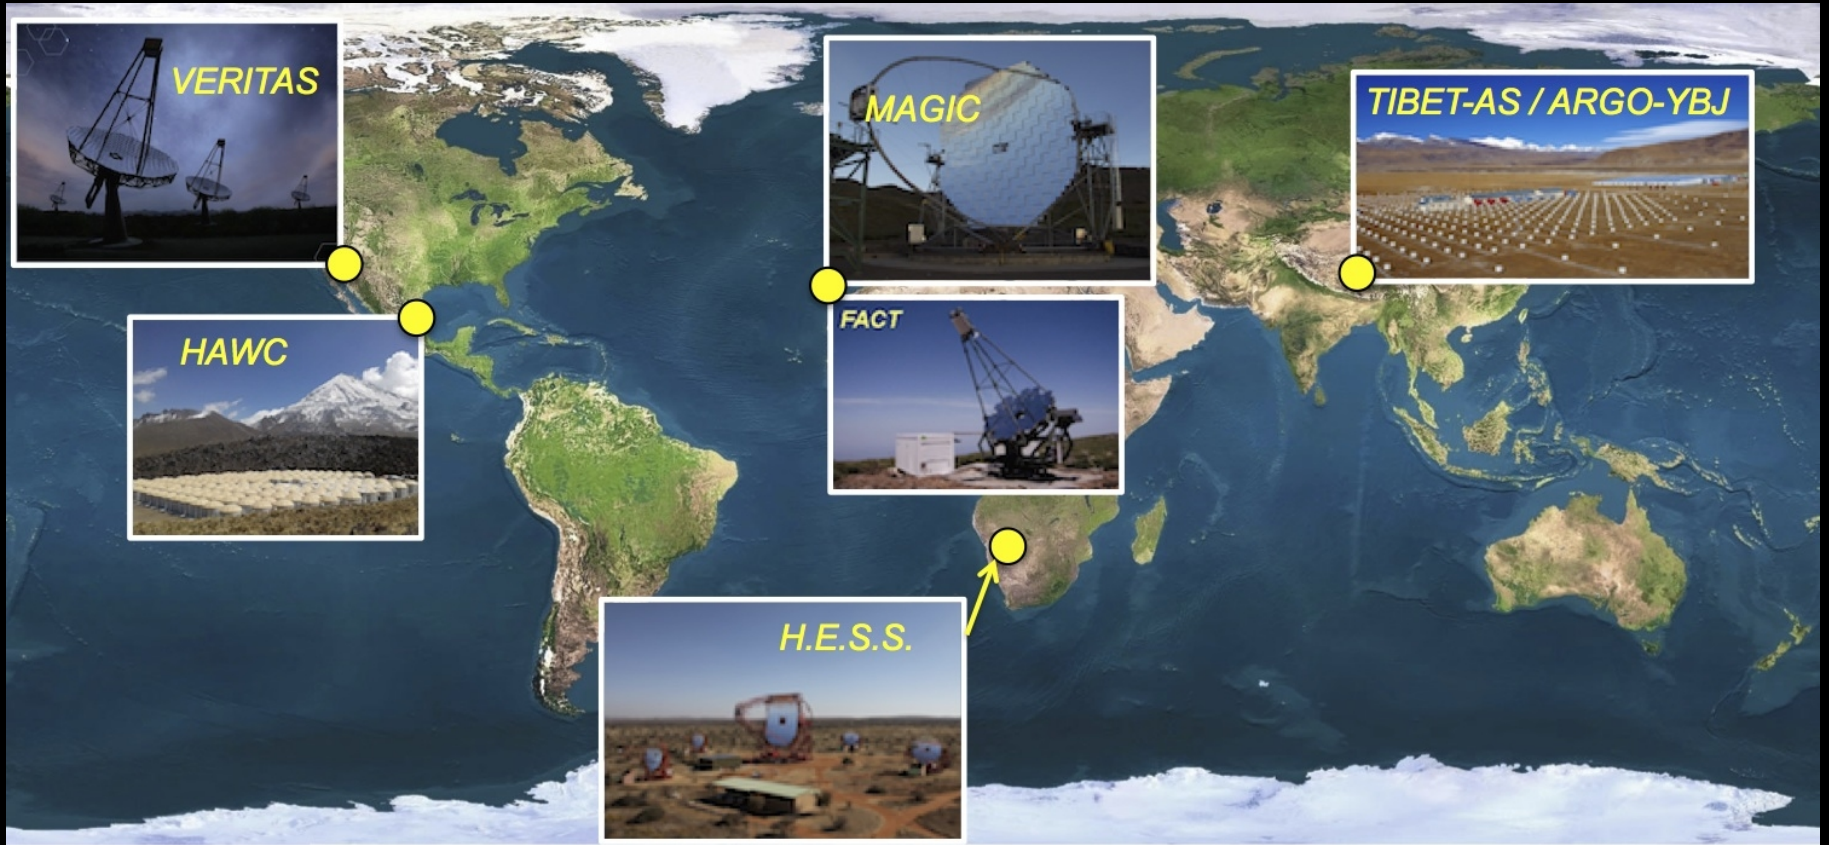 VERITAS
MAGIC
TIBET-AS / ARGO-YBJ
HAWC
FACT
H.E.S.S.